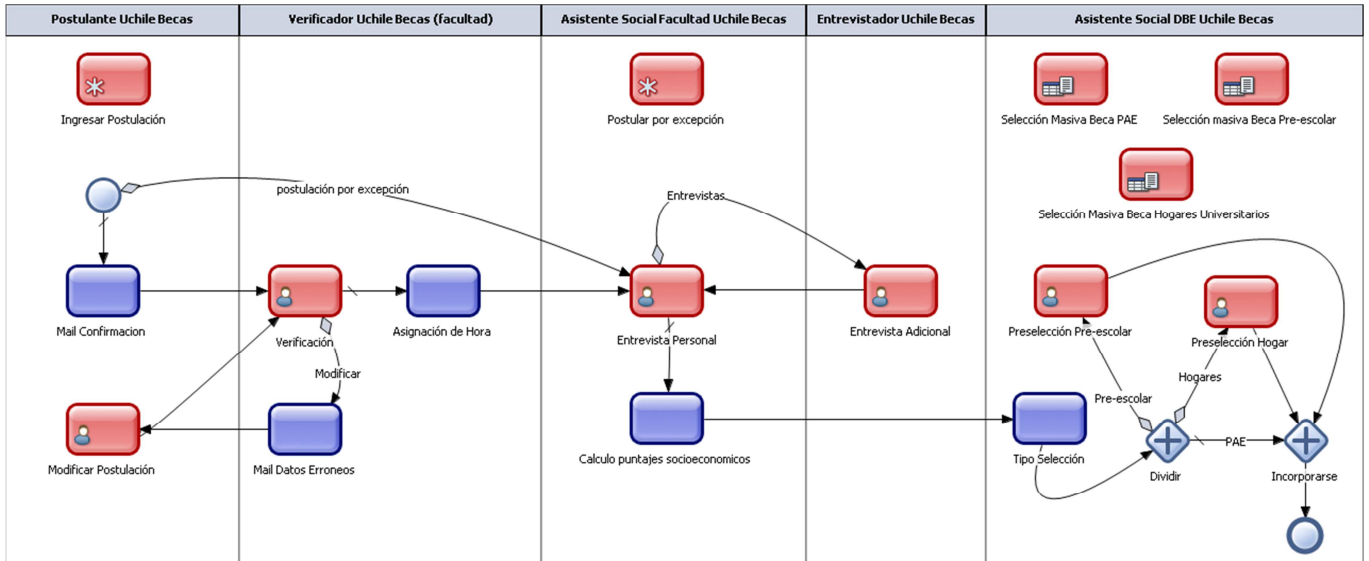 Postulante Uchile Becas
Verificador Uchile Becas (facultad)
Asistente Social Facultad Uchile Becas
Entrevistador Uchile Becas
Asistente Social DBE Uchile Becas
Ingresar Postulación
Postular por excepción
Selección Masiva Beca PAE
Selección masiva Beca Pre-escolar
postulación por excepción
Entrevistas
Selección Masiva Beca Hogares Universitarios
Mail Confirmacion
Verificación
Asignación de Hora
Entrevista Personal
Entrevista Adicional
Preselección Pre-escolar
Preselección Hogar
Modificar
Hogares
Pre-escolar
Modificar Postulación
Mail Datos Erroneos
Calculo puntajes socioeconomicos
Tipo Selección
PAE
Dividir
Incorporarse